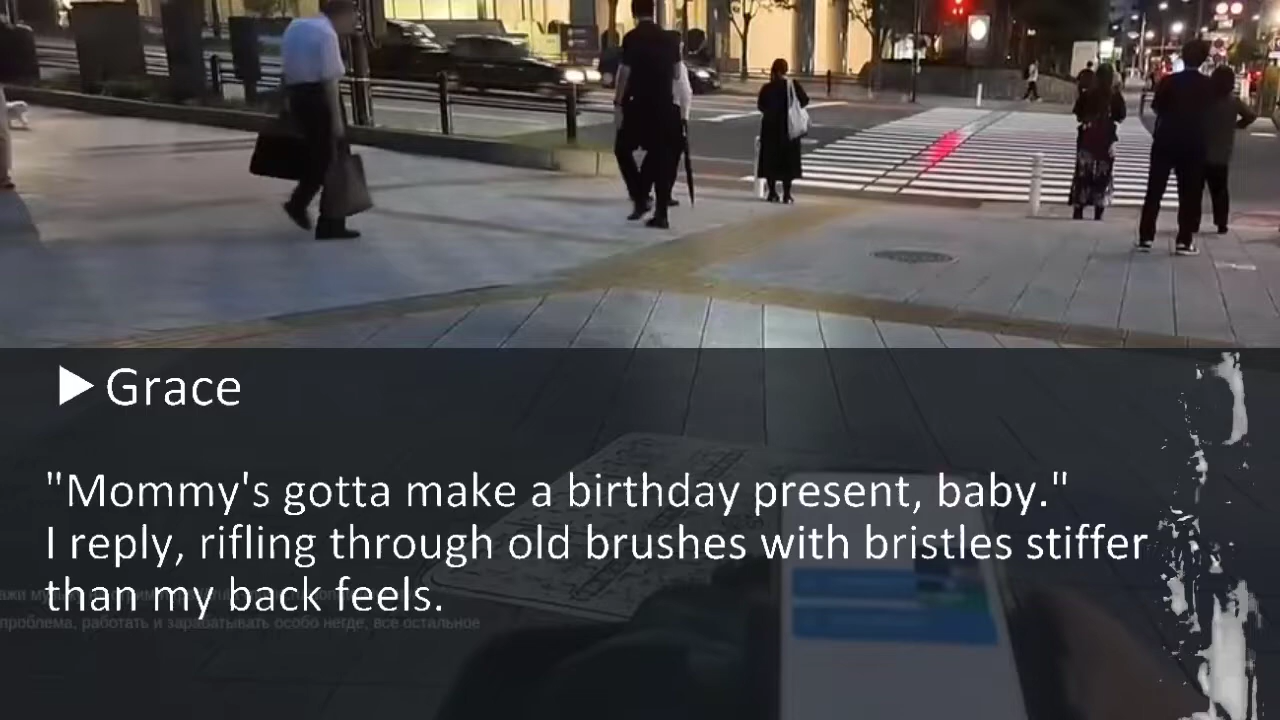 ▶Grace
"Mommy's gotta make a birthday present, baby."
I reply, rifling through old brushes with bristles stiffer
than my back feels.
проблема, работать и зарабатывать особо негде, все остальное